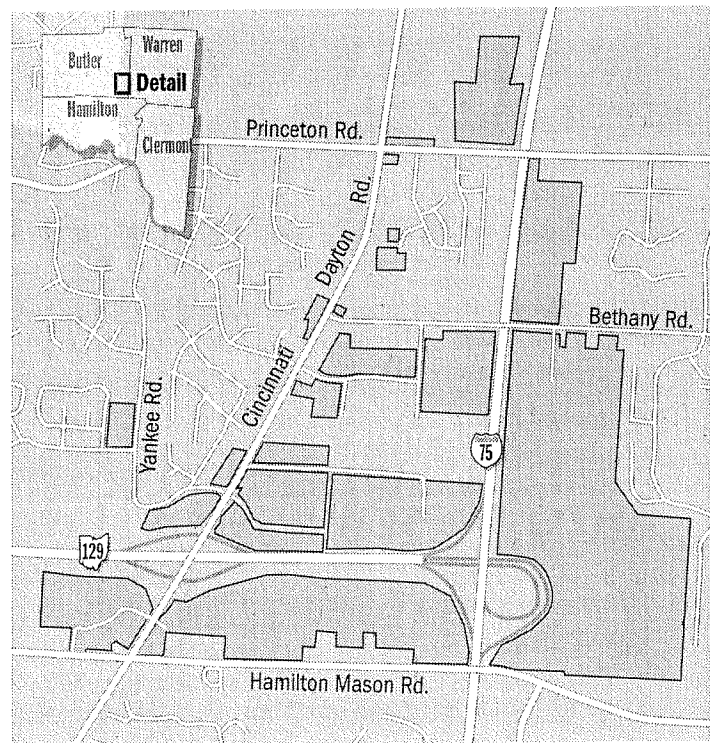 Butler
Warren
Detail
Hamilton
Clermont
Princeton Rd.
Cincinnati Dayton Rd.
Bethany Rd.
Yankee Rd.
75
129
Hamilton Mason Rd.